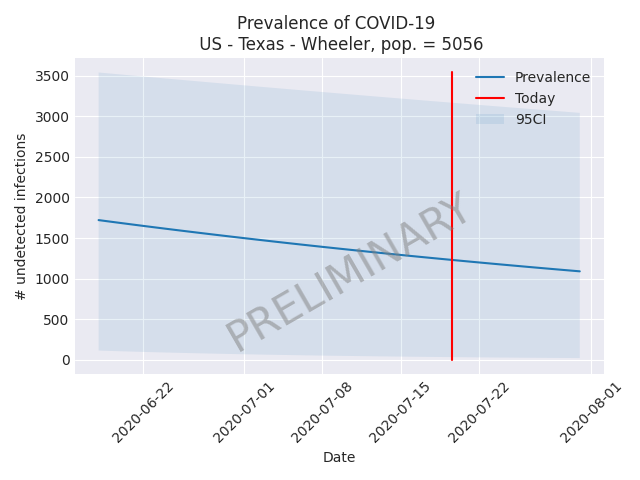 Prevalence of COVID-19
US - Texas - Wheeler, pop. = 5056
3500
3000
2500
2000
1500
1000
500
0
# undetected infections
Prevalence
Today
95CI
PRELIMINARY
2020-06-22
2020-07-01
2020-07-08
2020-07-15
2020-07-22
2020-08-01
Date